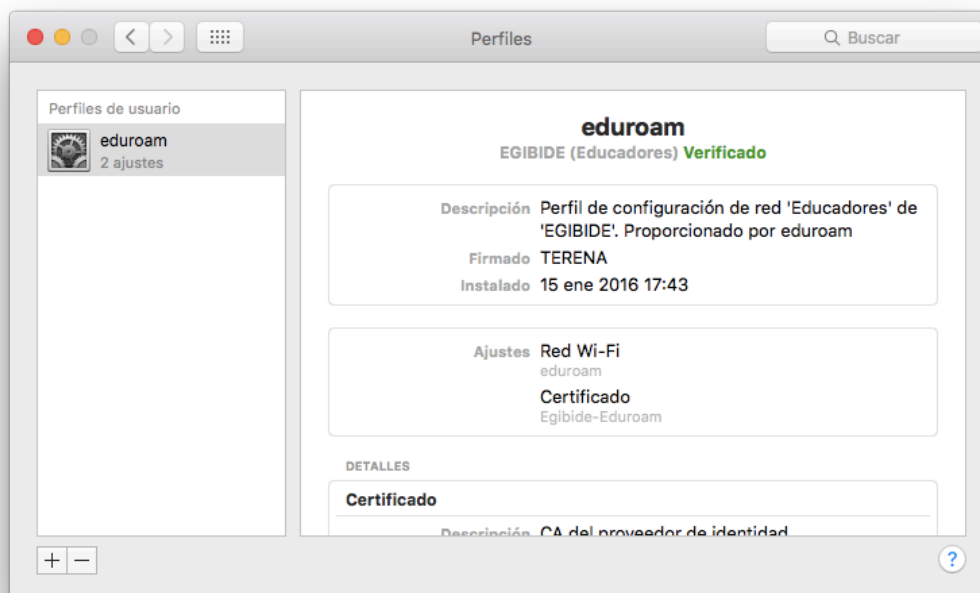 Perfiles
Buscar
Perfiles de usuario
eduroam
2 ajustes
eduroam
EGIBIDE (Educadores) Verificado
Descripción Perfil de configuración de red 'Educadores' de
'EGIBIDE'. Proporcionado por eduroam
Firmado TERENA
Instalado 15 ene 2016 17:43
Ajustes Red Wi-Fi
eduroam
Certificado
Egibide-Eduroam
DETALLES
Certificado
Descripción CA del proveedor de identidad
+ −
?